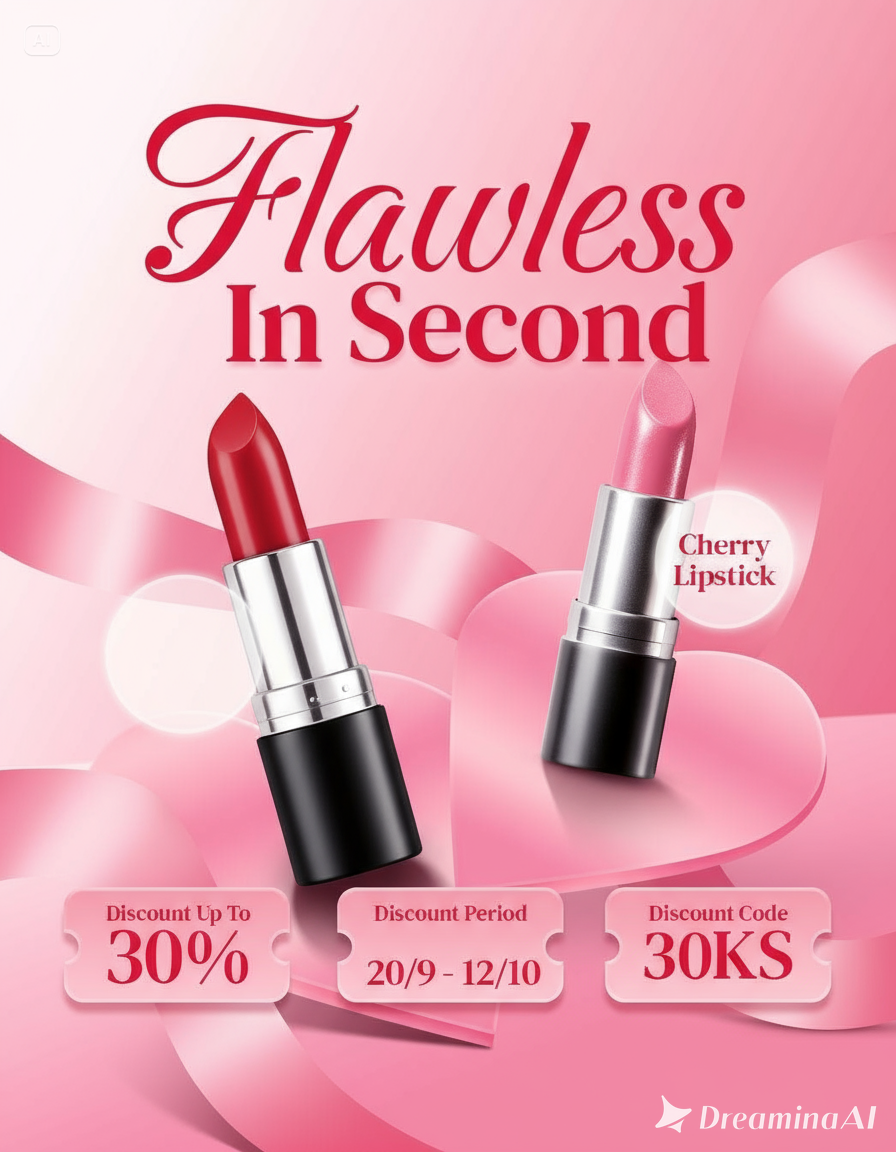 AI
Flawless
In Second
Cherry
Lipstick
Discount Up To
30%
Discount Period
20/9 - 12/10
Discount Code
30KS
DreaminaAI